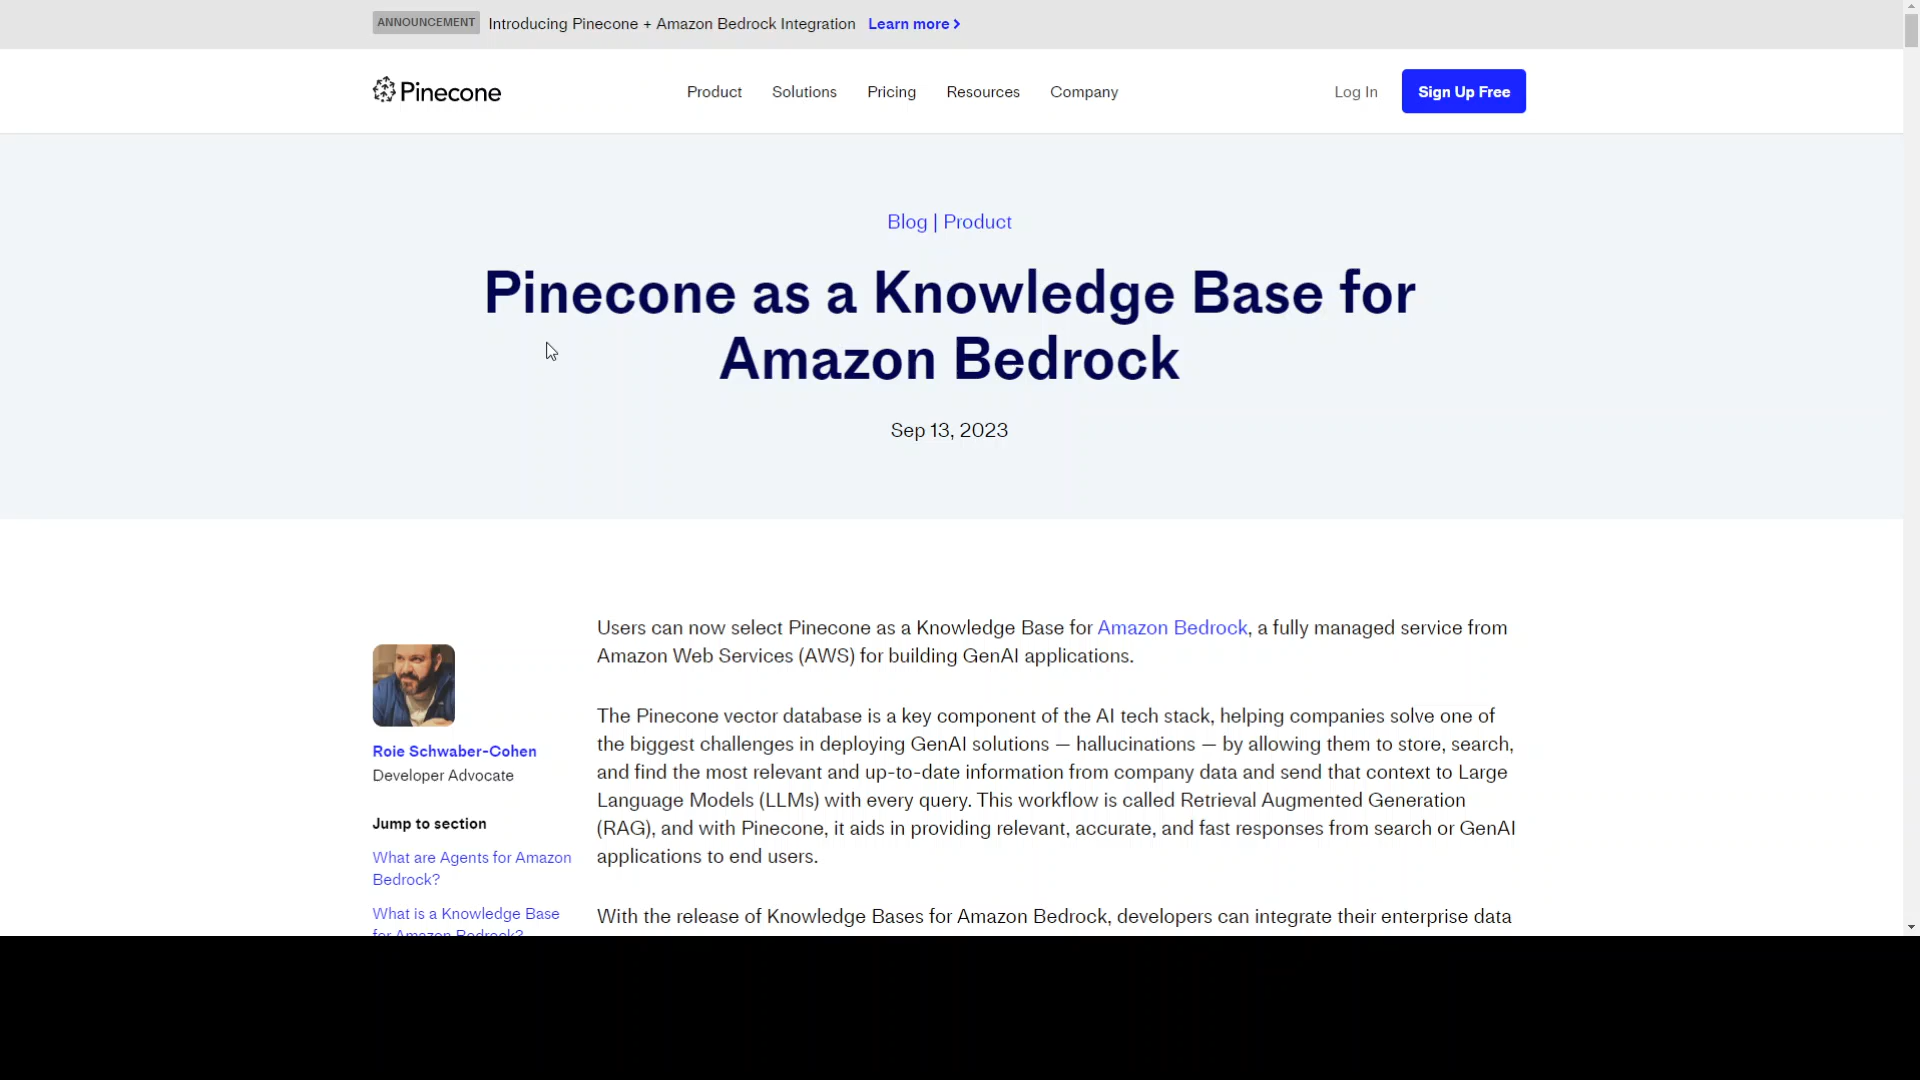 ANNOUNCEMENT Introducing Pinecone + Amazon Bedrock Integration Learn more >
Pinecone Product Solutions Pricing Resources Company Log In Sign Up Free
Blog | Product
Pinecone as a Knowledge Base for
Amazon Bedrock
Sep 13, 2023
Roie Schwaber-Cohen
Developer Advocate
Jump to section
What are Agents for Amazon
Bedrock?
What is a Knowledge Base
for Amazon Bedrock?
Users can now select Pinecone as a Knowledge Base for Amazon Bedrock, a fully managed service from
Amazon Web Services (AWS) for building GenAI applications.
The Pinecone vector database is a key component of the AI tech stack, helping companies solve one of
the biggest challenges in deploying GenAI solutions — hallucinations — by allowing them to store, search,
and find the most relevant and up-to-date information from company data and send that context to Large
Language Models (LLMs) with every query. This workflow is called Retrieval Augmented Generation
(RAG), and with Pinecone, it aids in providing relevant, accurate, and fast responses from search or GenAI
applications to end users.
With the release of Knowledge Bases for Amazon Bedrock, developers can integrate their enterprise data